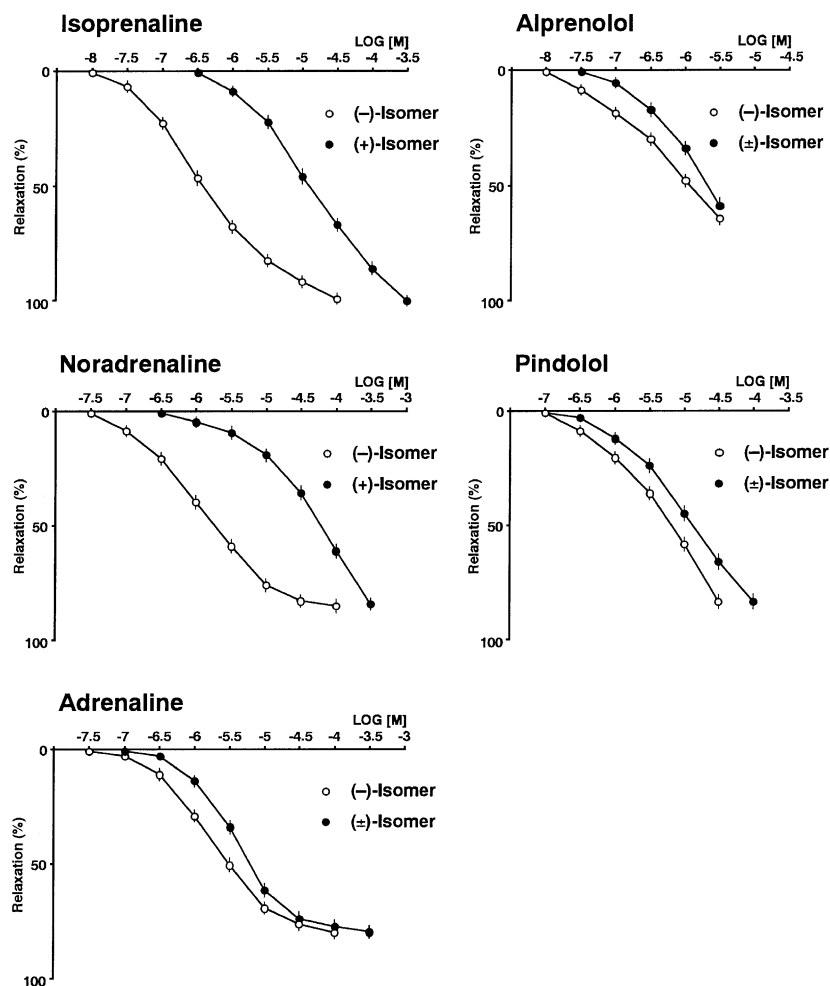 Isoprenaline
LOG [M]
-8 -7.5 -7 -6.5 -6 -5.5 -5 -4.5 -4 -3.5
0
50
100
Relaxation (%)
(–)-Isomer
(+)-Isomer
Alprenolol
LOG [M]
-8 -7.5 -7 -6.5 -6 -5.5 -5 -4.5
0
50
100
Relaxation (%)
(–)-Isomer
(±)-Isomer
Noradrenaline
LOG [M]
-7.5 -7 -6.5 -6 -5.5 -5 -4.5 -4 -3.5 -3
0
50
100
Relaxation (%)
(–)-Isomer
(+)-Isomer
Pindolol
LOG [M]
-7 -6.5 -6 -5.5 -5 -4.5 -4 -3.5
0
50
100
Relaxation (%)
(–)-Isomer
(±)-Isomer
Adrenaline
LOG [M]
-7.5 -7 -6.5 -6 -5.5 -5 -4.5 -4 -3.5 -3
0
50
100
Relaxation (%)
(–)-Isomer
(±)-Isomer